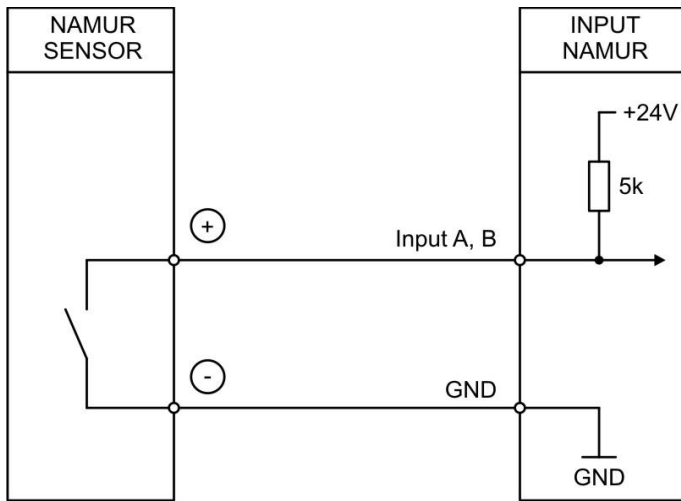 NAMUR
SENSOR
INPUT
NAMUR
+24V
5k
+
Input A, B
-
GND
GND